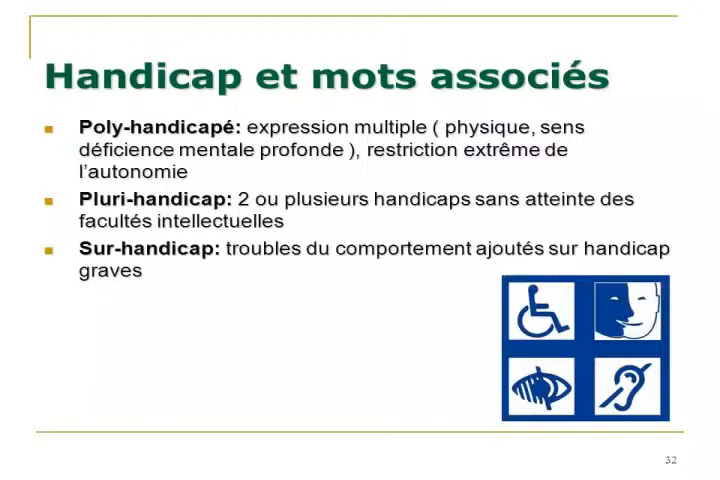 Handicap et mots associés
Poly-handicapé: expression multiple ( physique, sens
déficience mentale profonde ), restriction extrême de
l'autonomie
Pluri-handicap: 2 ou plusieurs handicaps sans atteinte des
facultés intellectuelles
Sur-handicap: troubles du comportement ajoutés sur handicap
graves
32